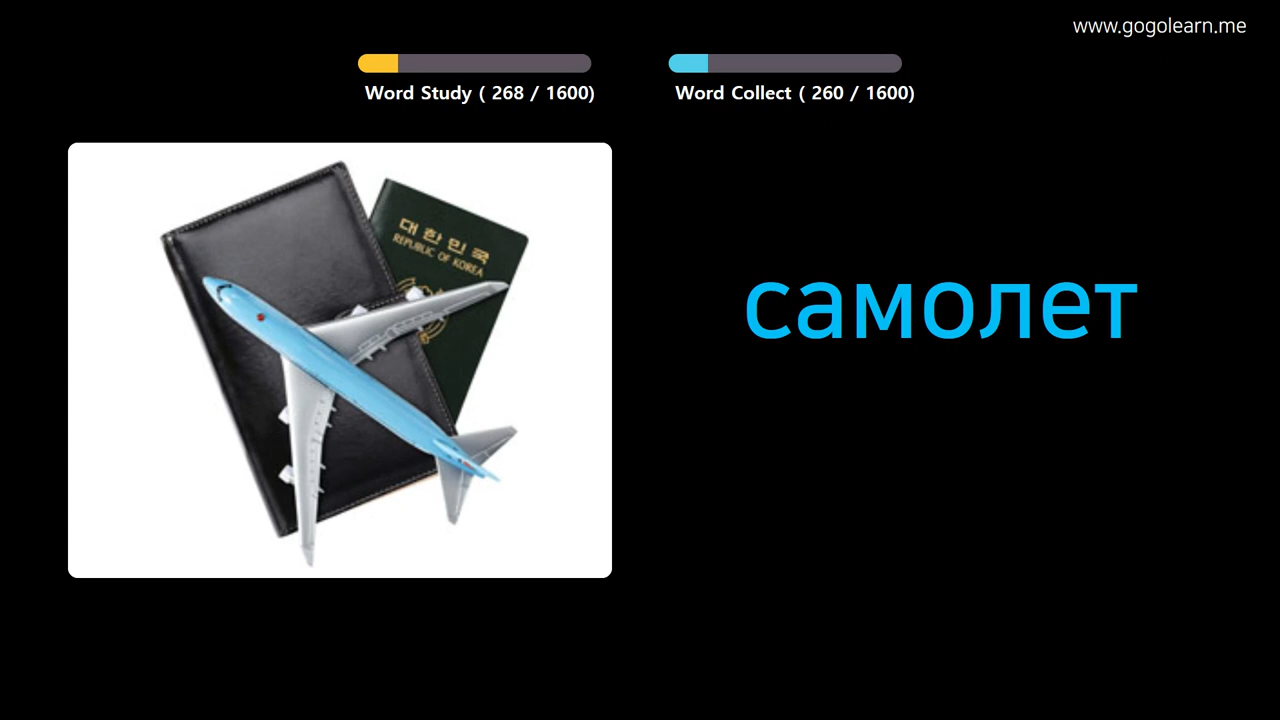 www.gogolearn.me
Word Study ( 268 / 1600)
Word Collect ( 260 / 1600)
대한민국
REPUBLIC OF KOREA
самолет